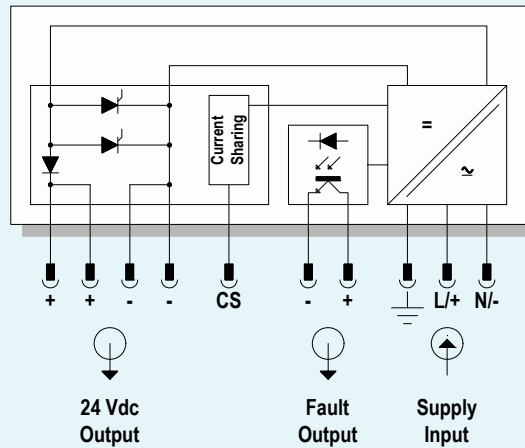 Current
Sharing
=
~
+ + - - CS - + L/+ N/-
24 Vdc
Output
Fault
Output
Supply
Input